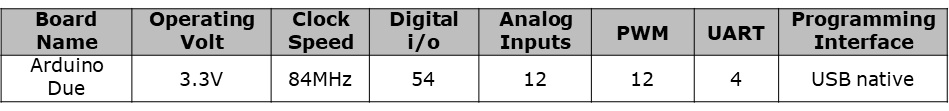 Board Name Operating Volt Clock Speed Digital i/o Analog Inputs PWM UART Programming Interface
Arduino Due 3.3V 84MHz 54 12 12 4 USB native